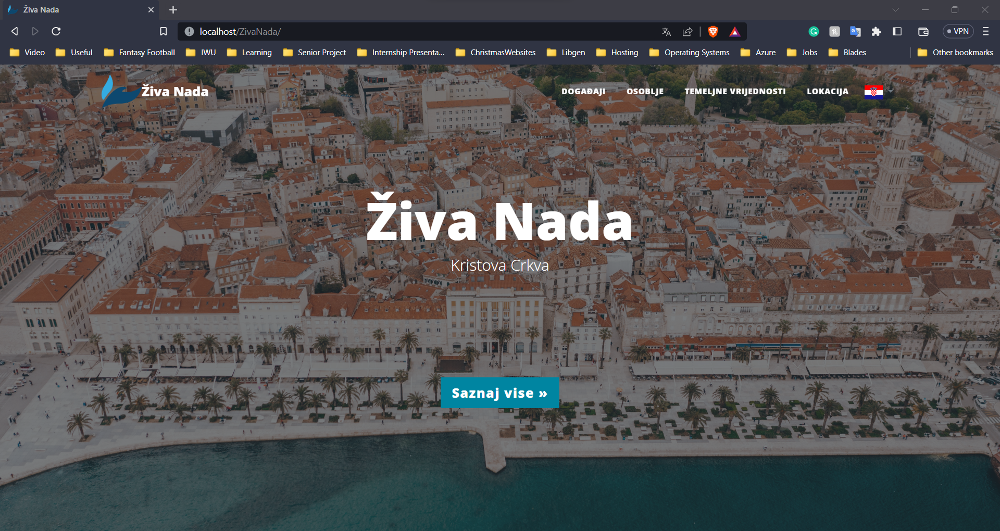 Živa Nada
localhost/ZivaNada/
VPN
Video Useful Fantasy Football IWU Learning Senior Project Internship Presenta... ChristmasWebsites Libgen Hosting Operating Systems Azure Jobs Blades Other bookmarks
Živa Nada DOGAĐAJI OSOBLJE TEMELJNE VRIJEDNOSTI LOKACIJA
Živa Nada
Kristova Crkva
Saznaj vise »